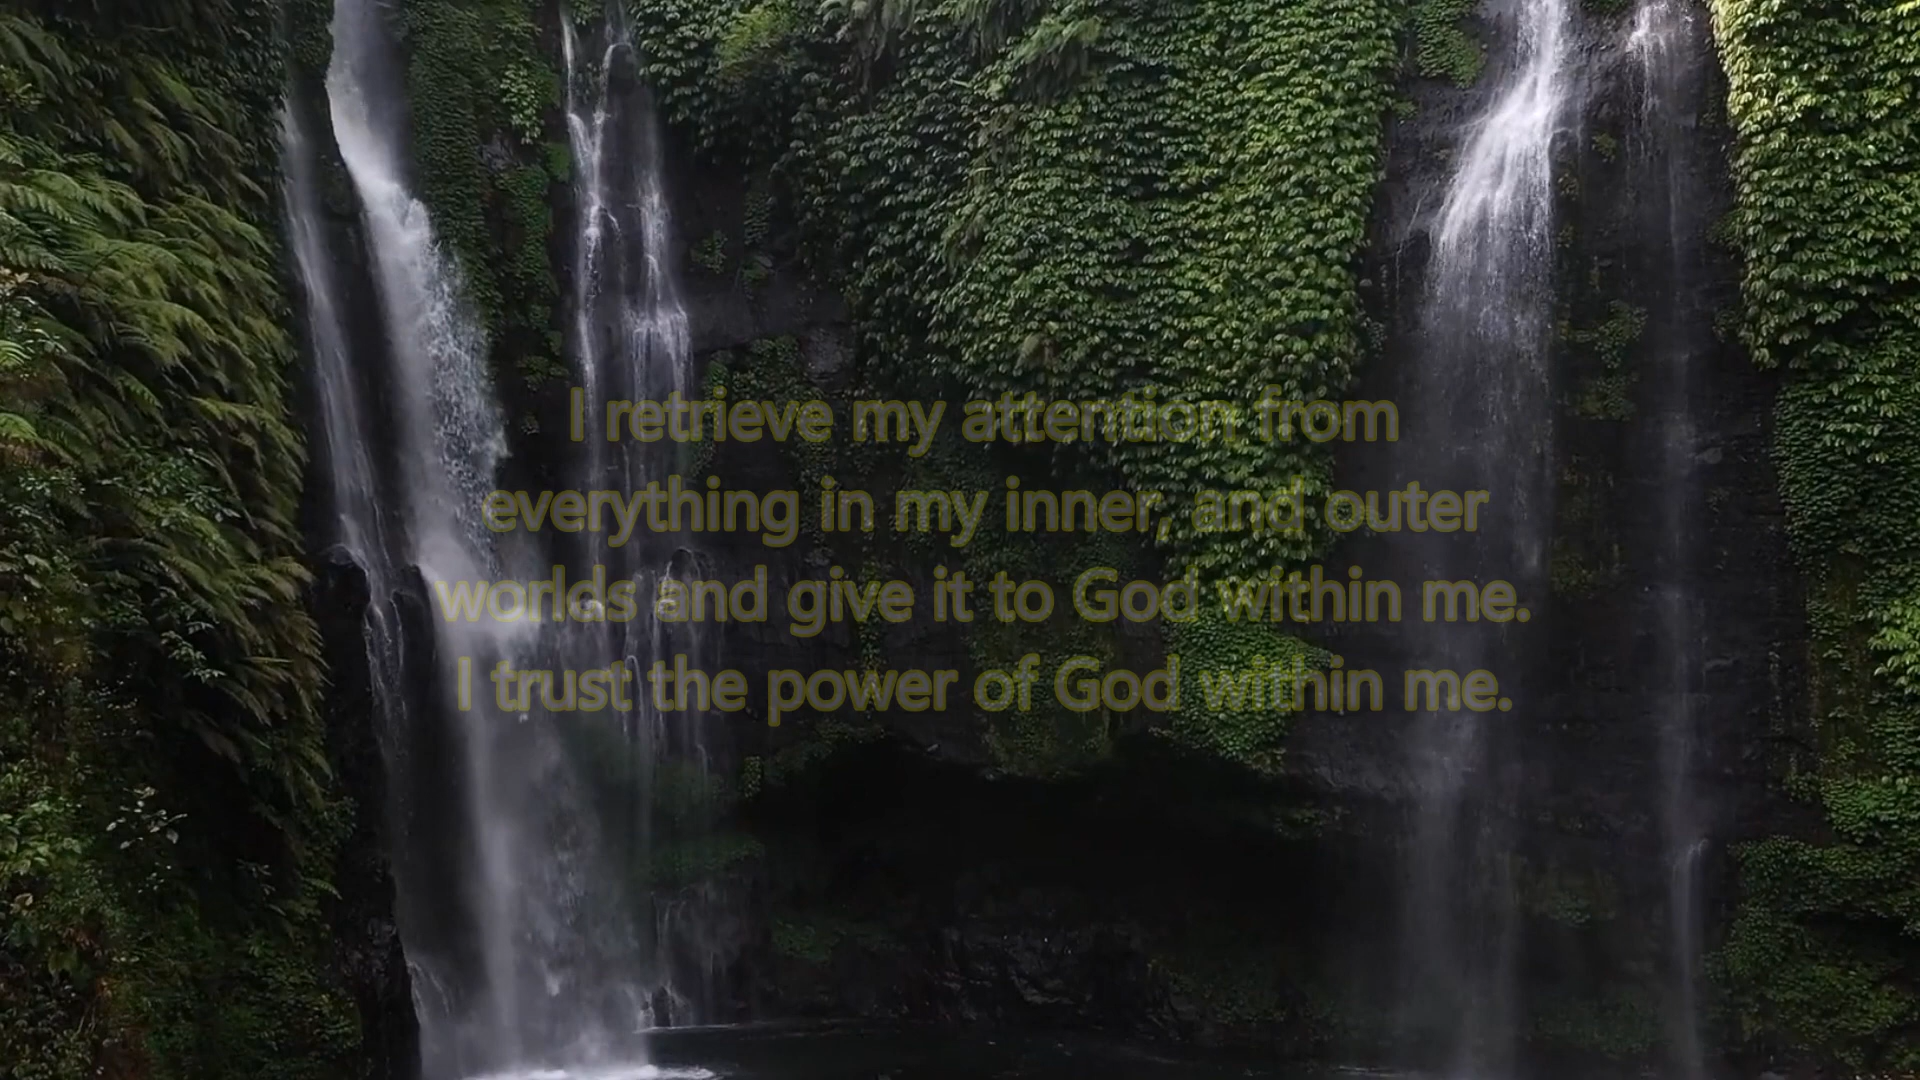 I retrieve my attention from
everything in my inner, and outer
worlds and give it to God within me.
I trust the power of God within me.